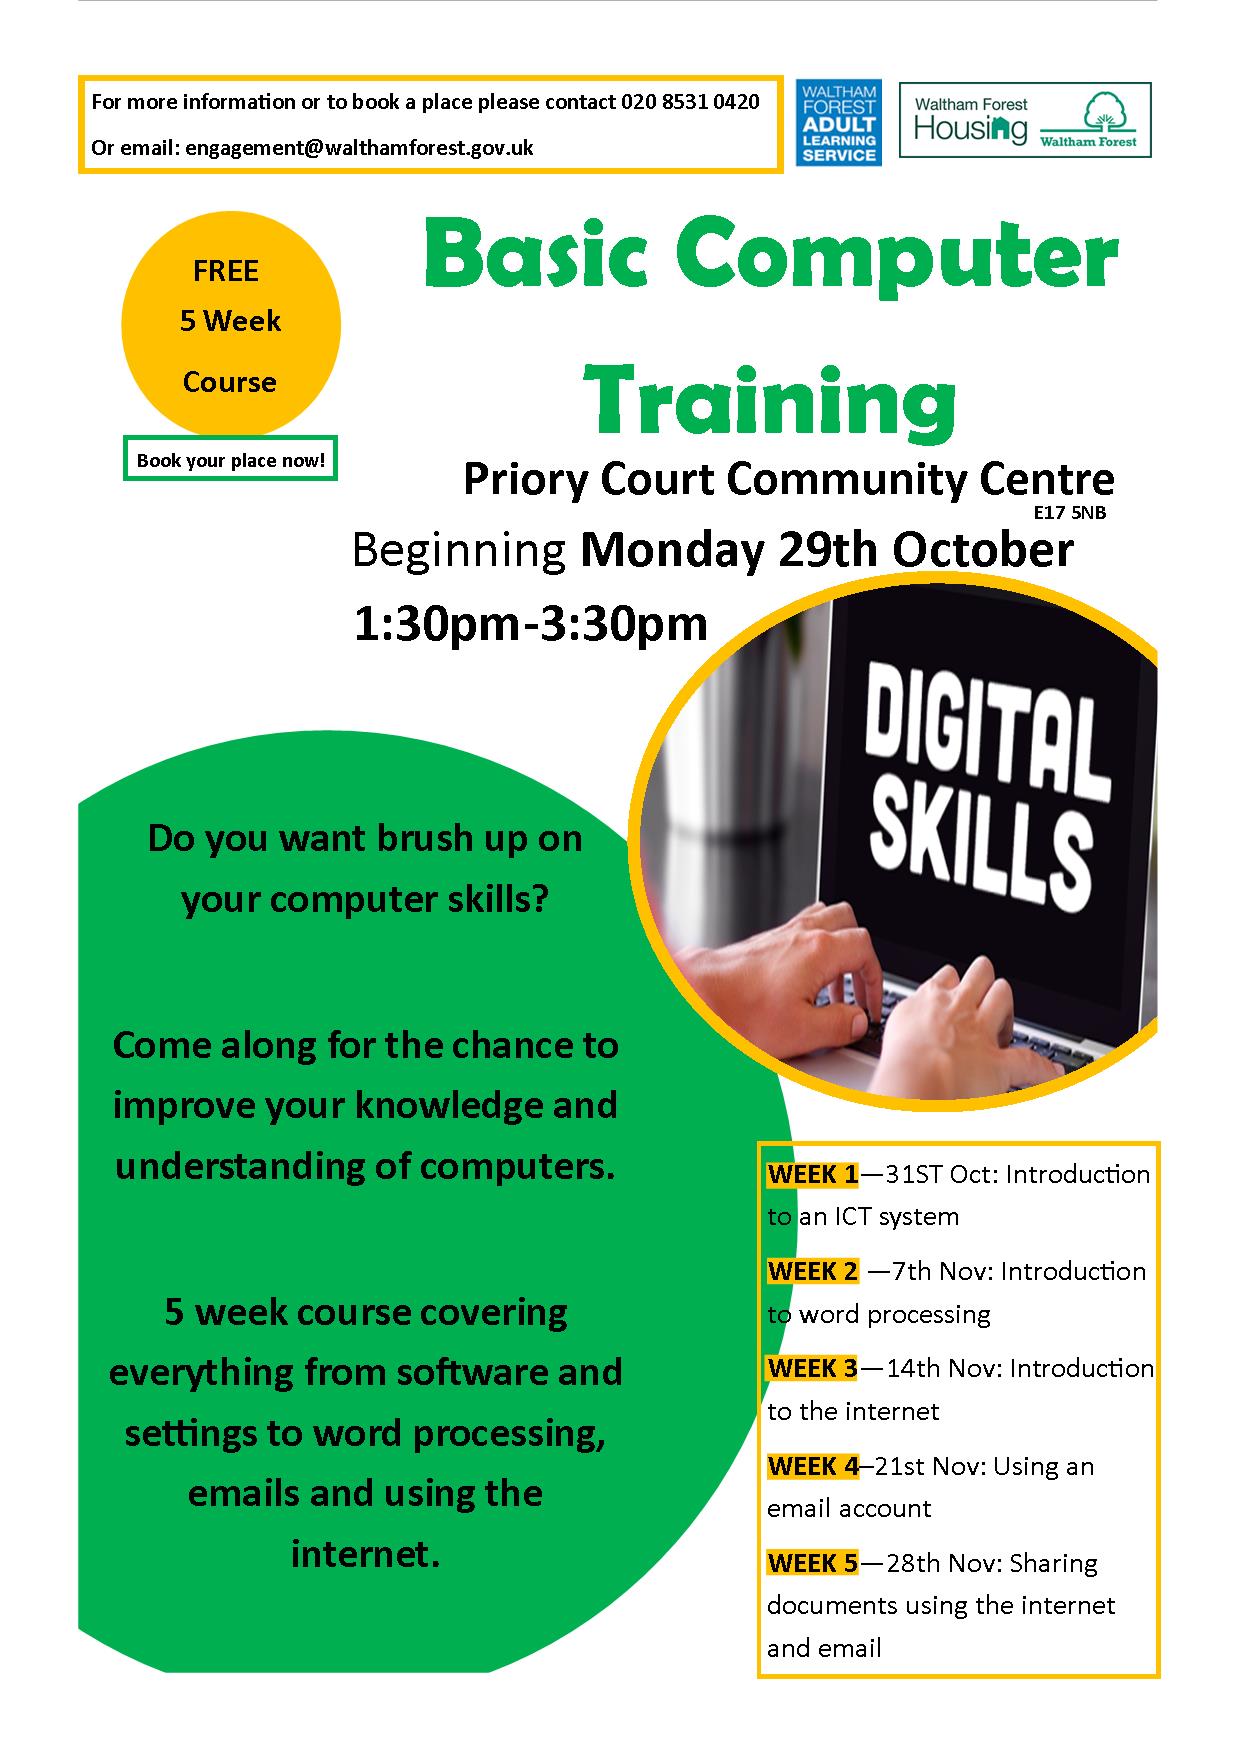 For more information or to book a place please contact 020 8531 0420
Or email: engagement@walthamforest.gov.uk
WALTHAM
FOREST
ADULT
LEARNING
SERVICE
Waltham Forest
Housing
Waltham Forest
FREE
5 Week
Course
Book your place now!
Basic Computer
Training
Priory Court Community Centre
E17 5NB
Beginning Monday 29th October
1:30pm-3:30pm
DIGITAL
SKILLS
Do you want brush up on
your computer skills?
Come along for the chance to
improve your knowledge and
understanding of computers.
5 week course covering
everything from software and
settings to word processing,
emails and using the
internet.
WEEK 1—31ST Oct: Introduction
to an ICT system
WEEK 2 —7th Nov: Introduction
to word processing
WEEK 3—14th Nov: Introduction
to the internet
WEEK 4–21st Nov: Using an
email account
WEEK 5—28th Nov: Sharing
documents using the internet
and email